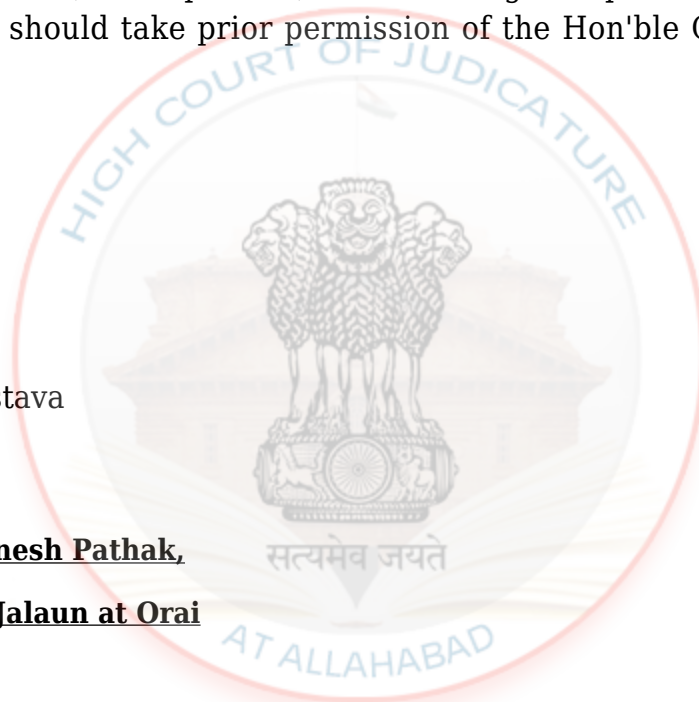 should take prior permission of the Hon'ble
HIGH COURT OF JUDICATURE
tava
nesh Pathak,
सत्यमेव जयते
Jalaun at Orai
AT ALLAHABAD